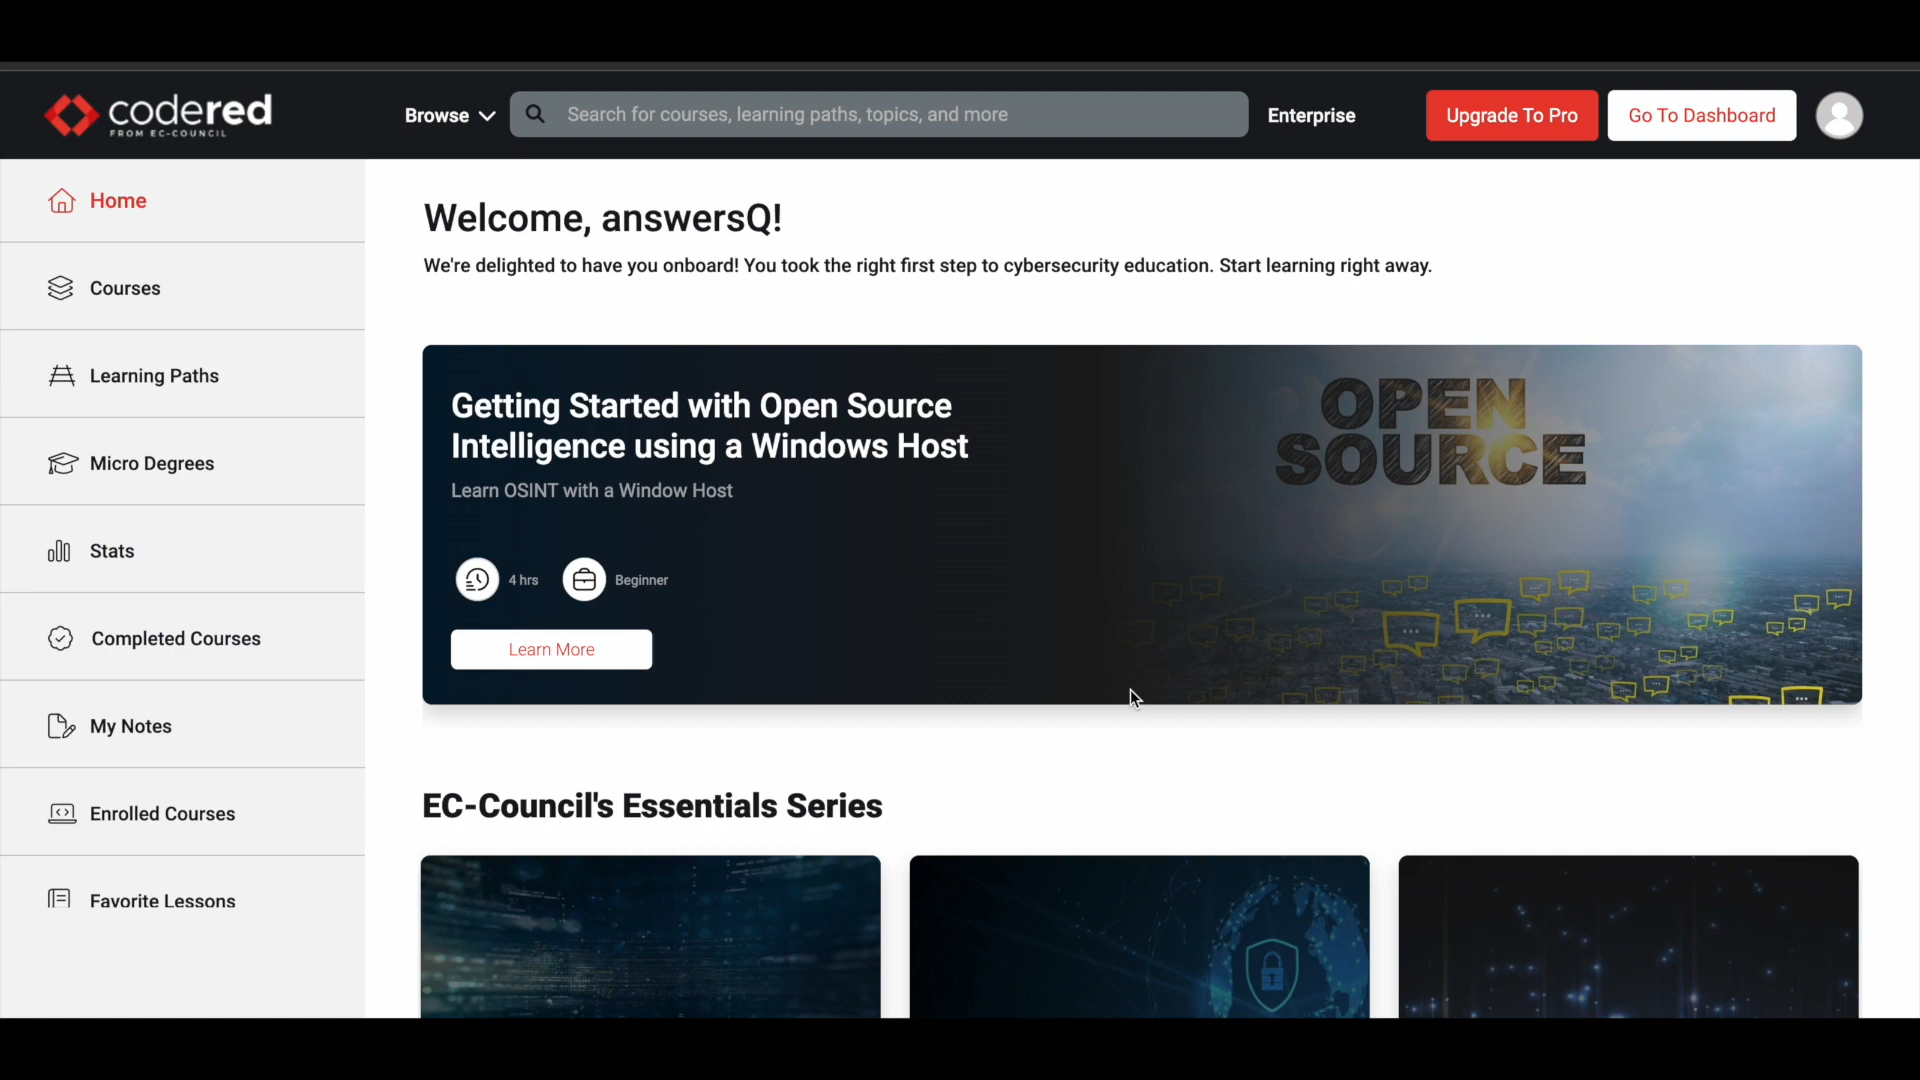 codered
FROM EC-COUNCIL
Browse
Search for courses, learning paths, topics, and more
Enterprise
Upgrade To Pro
Go To Dashboard
Home
Courses
Learning Paths
Micro Degrees
Stats
Completed Courses
My Notes
Enrolled Courses
Favorite Lessons
Welcome, answersQ!
We're delighted to have you onboard! You took the right first step to cybersecurity education. Start learning right away.
Getting Started with Open Source
Intelligence using a Windows Host
Learn OSINT with a Window Host
4 hrs
Beginner
Learn More
OPEN
SOURCE
EC-Council's Essentials Series